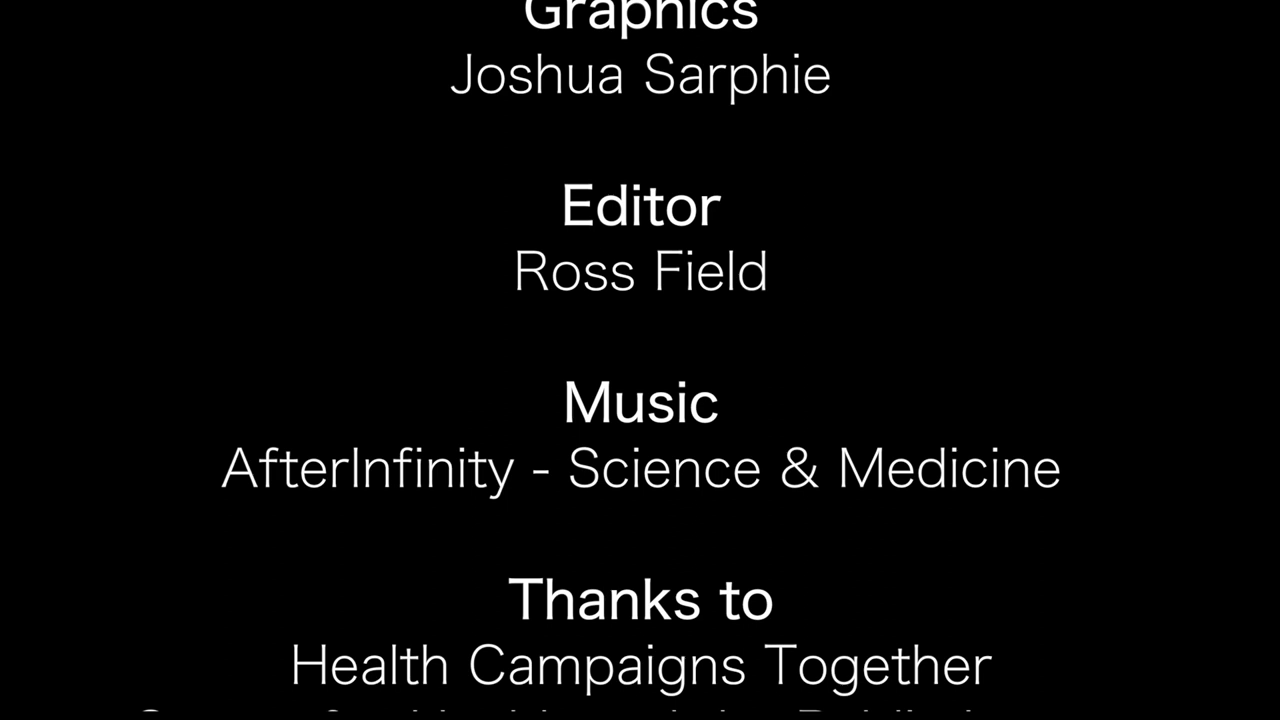 Graphics
Joshua Sarphie
Editor
Ross Field
Music
AfterInfinity - Science & Medicine
Thanks to
Health Campaigns Together